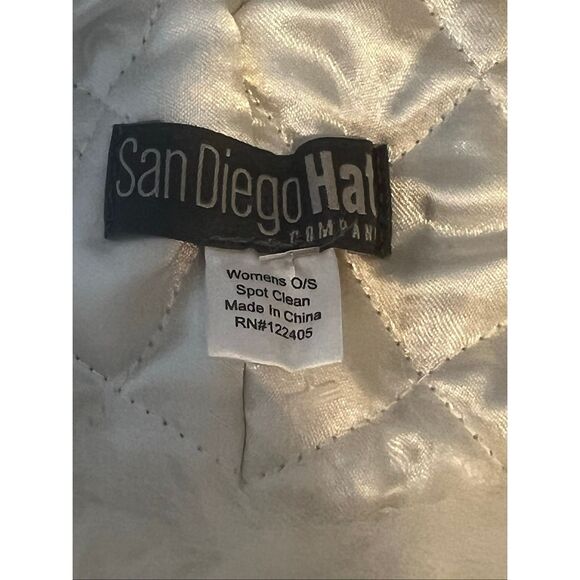 San Diego Hat
COMPANY
Womens O/S
Spot Clean
Made In China
RN#122405